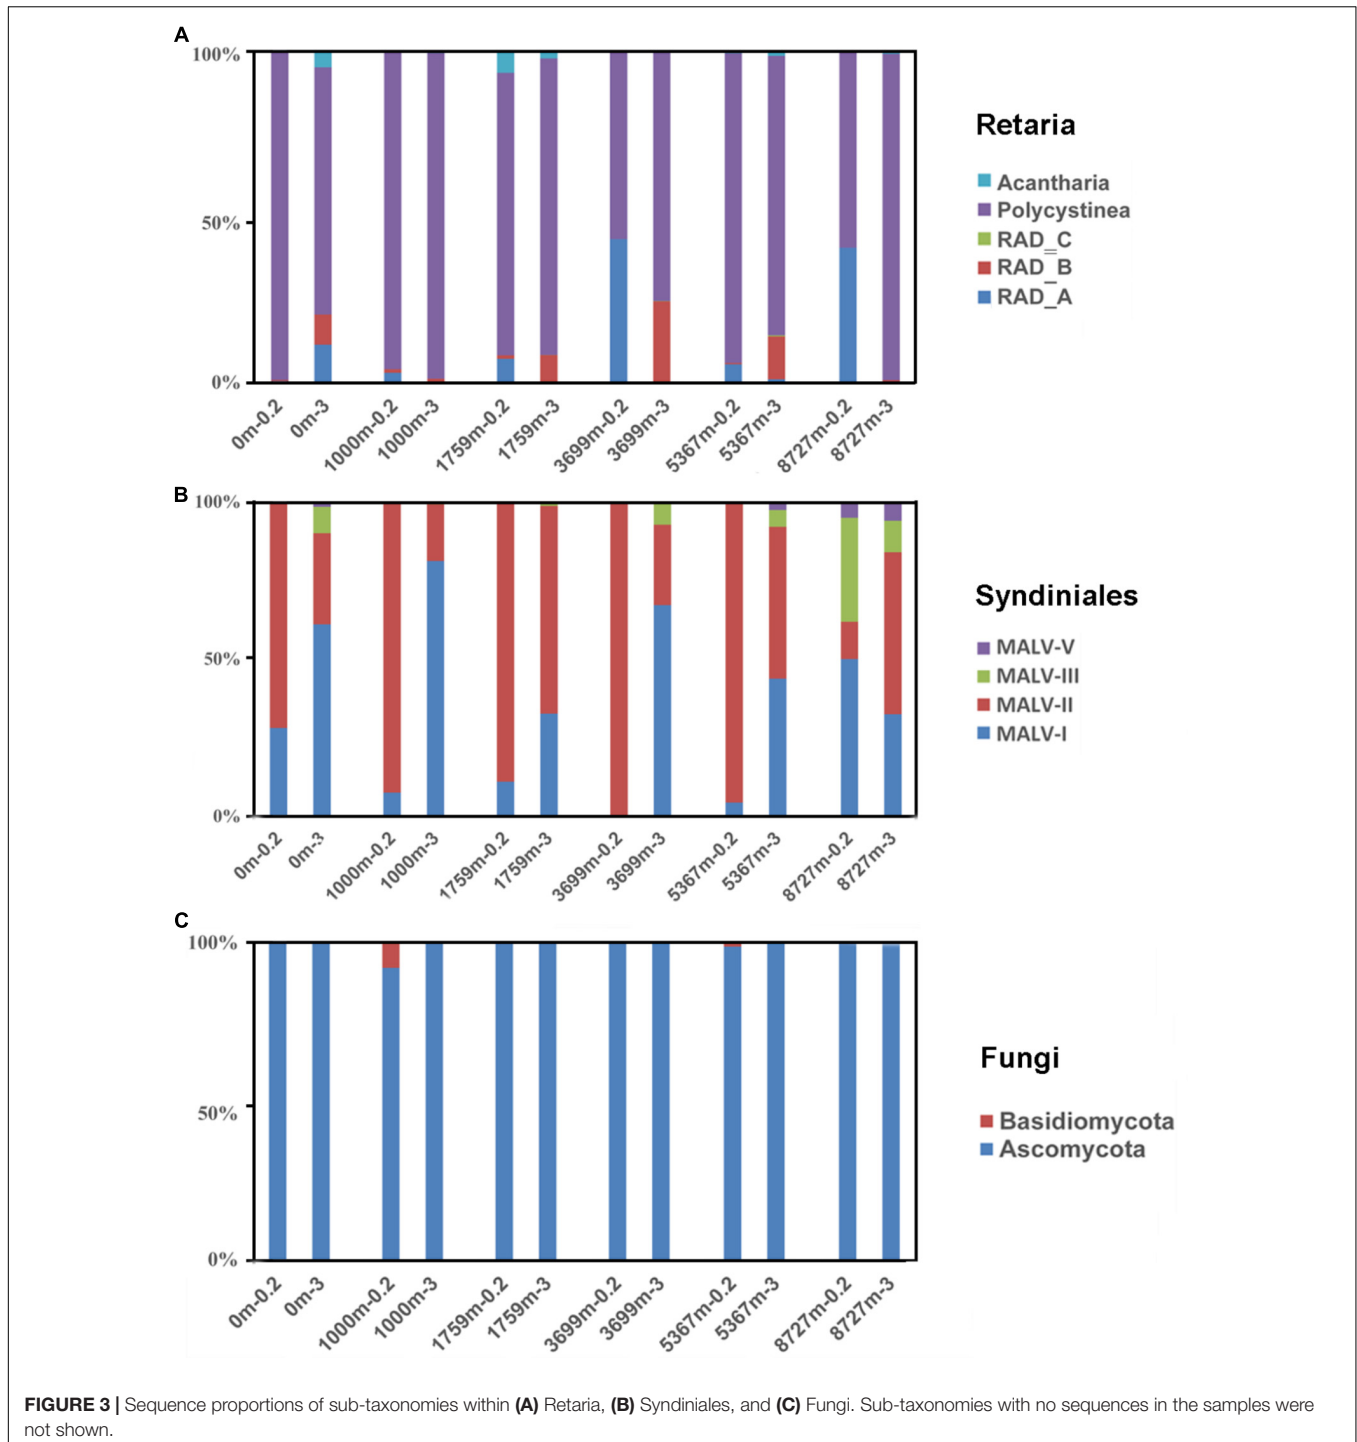 A
100%
50%
0%
0m-0.2
0m-3
1000m-0.2
1000m-3
1759m-0.2
1759m-3
3699m-0.2
3699m-3
5367m-0.2
5367m-3
8727m-0.2
8727m-3
Retaria
Acantharia
Polycystinea
RAD_C
RAD_B
RAD_A
B
100%
50%
0%
0m-0.2
0m-3
1000m-0.2
1000m-3
1759m-0.2
1759m-3
3699m-0.2
3699m-3
5367m-0.2
5367m-3
8727m-0.2
8727m-3
Syndiniales
MALV-V
MALV-III
MALV-II
MALV-I
C
100%
50%
0%
0m-0.2
0m-3
1000m-0.2
1000m-3
1759m-0.2
1759m-3
3699m-0.2
3699m-3
5367m-0.2
5367m-3
8727m-0.2
8727m-3
Fungi
Basidiomycota
Ascomycota
FIGURE 3 | Sequence proportions of sub-taxonomies within (A) Retaria, (B) Syndiniales, and (C) Fungi. Sub-taxonomies with no sequences in the samples were
not shown.